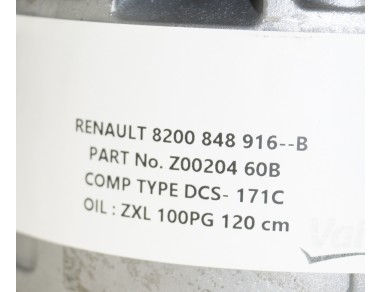 RENAULT 8200 848 916--B
PART No. Z00204 60B
COMP TYPE DCS- 171C
OIL : ZXL 100PG 120 cm